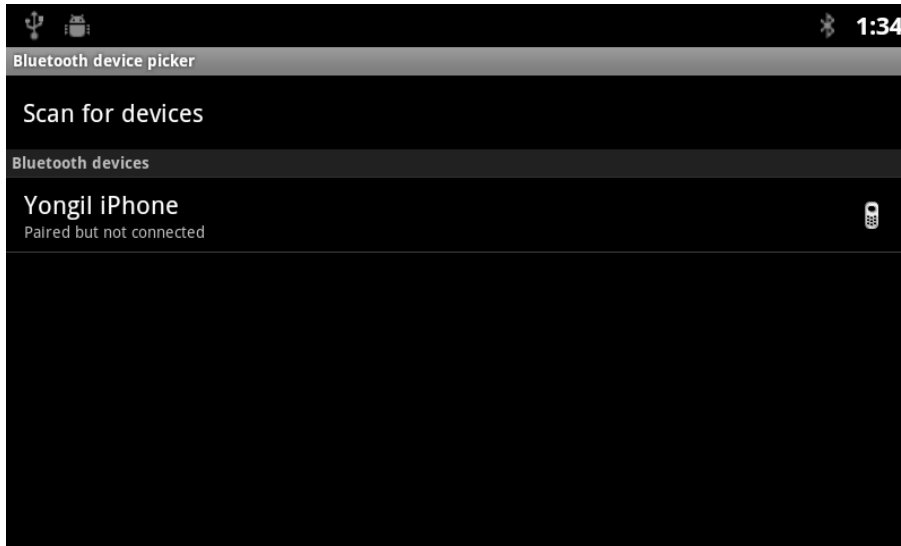 1:34
Bluetooth device picker
Scan for devices
Bluetooth devices
Yongil iPhone
Paired but not connected